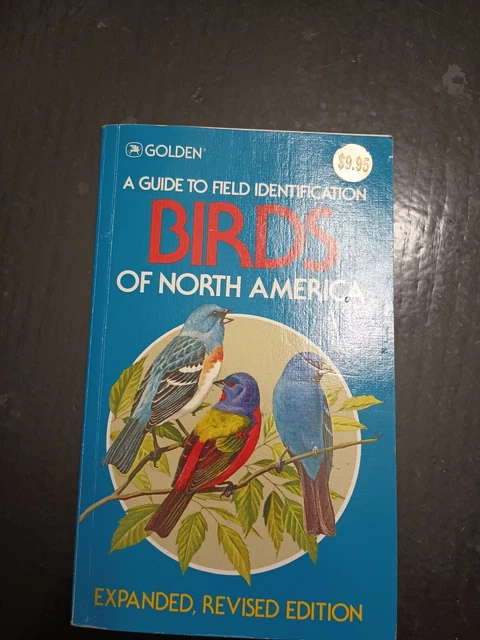 GOLDEN®
$9.95
A GUIDE TO FIELD IDENTIFICATION
BIRDS
OF NORTH AMERICA
EXPANDED, REVISED EDITION